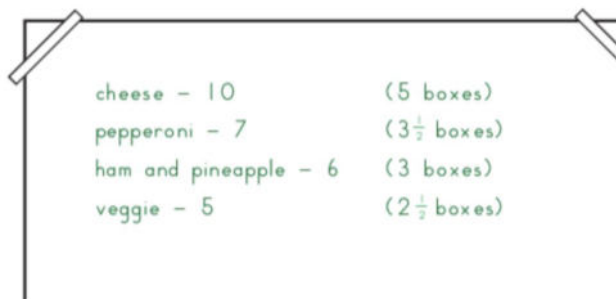 cheese – 10 (5 boxes)
pepperoni – 7 (3½ boxes)
ham and pineapple – 6 (3 boxes)
veggie – 5 (2½ boxes)